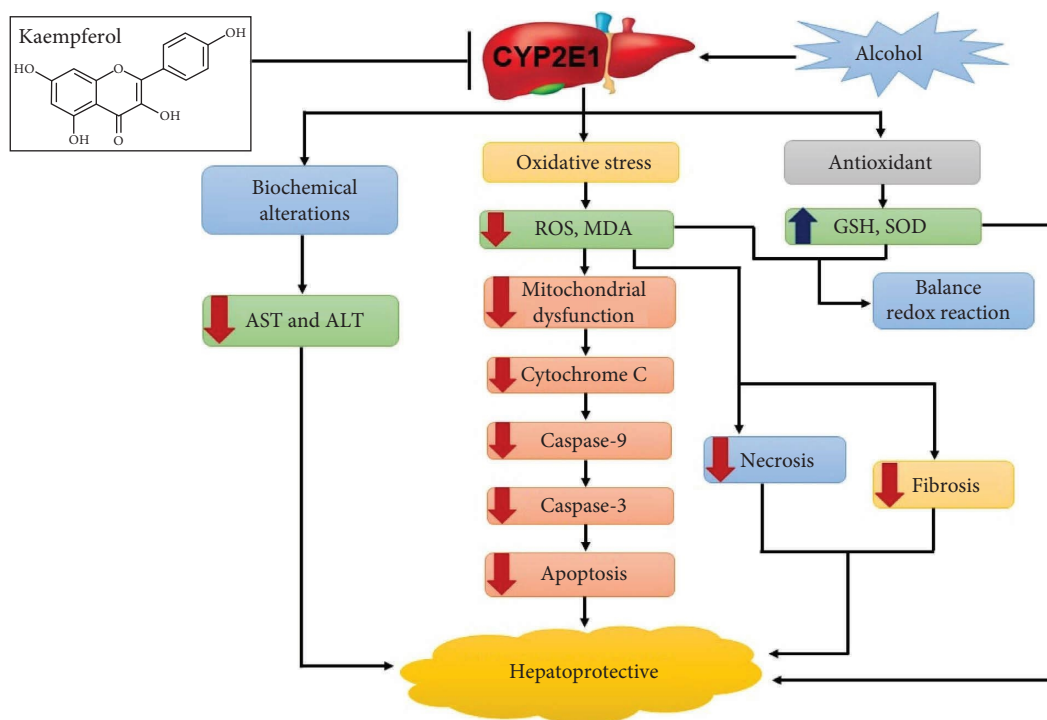 Kaempferol
OH
HO
O
OH
OH
O
CYP2E1
Alcohol
Biochemical
alterations
Oxidative stress
Antioxidant
ROS, MDA
GSH, SOD
Balance
redox reaction
AST and ALT
Mitochondrial
dysfunction
Cytochrome C
Caspase-9
Necrosis
Fibrosis
Caspase-3
Apoptosis
Hepatoprotective